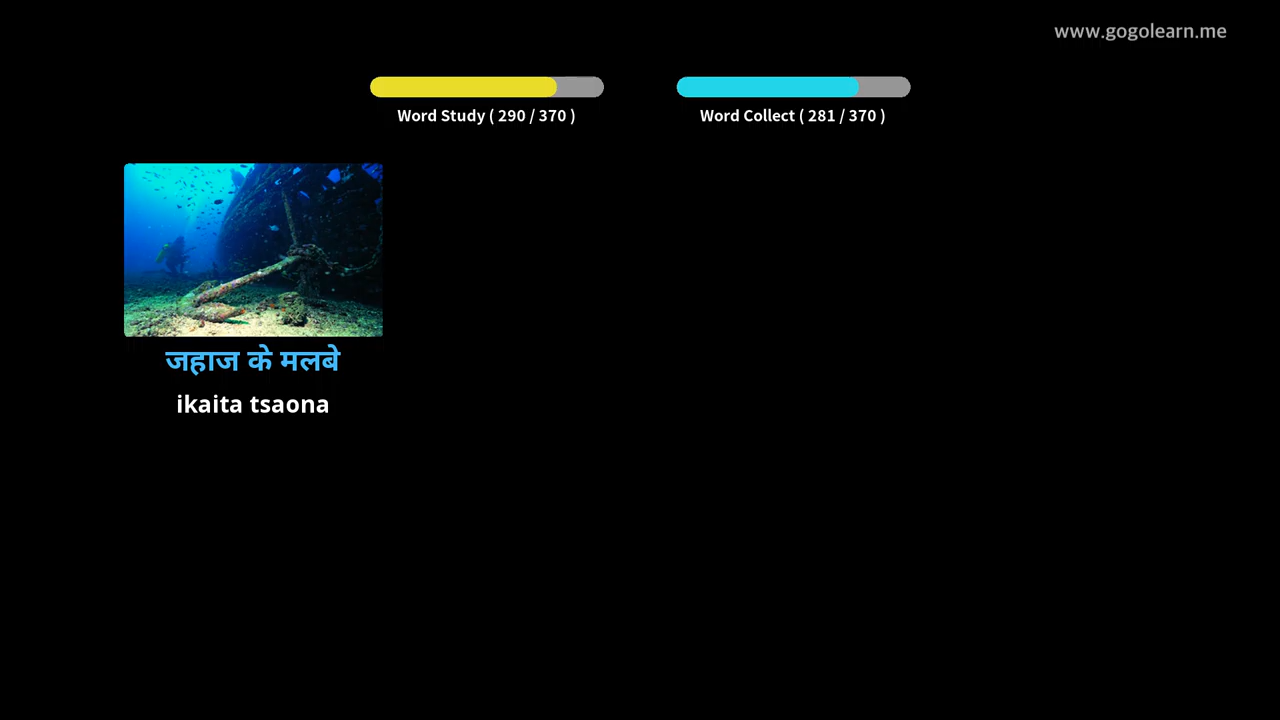 www.gogolearn.me
Word Study ( 290 / 370 )
Word Collect ( 281 / 370 )
जहाज के मलबे
ikaita tsaona